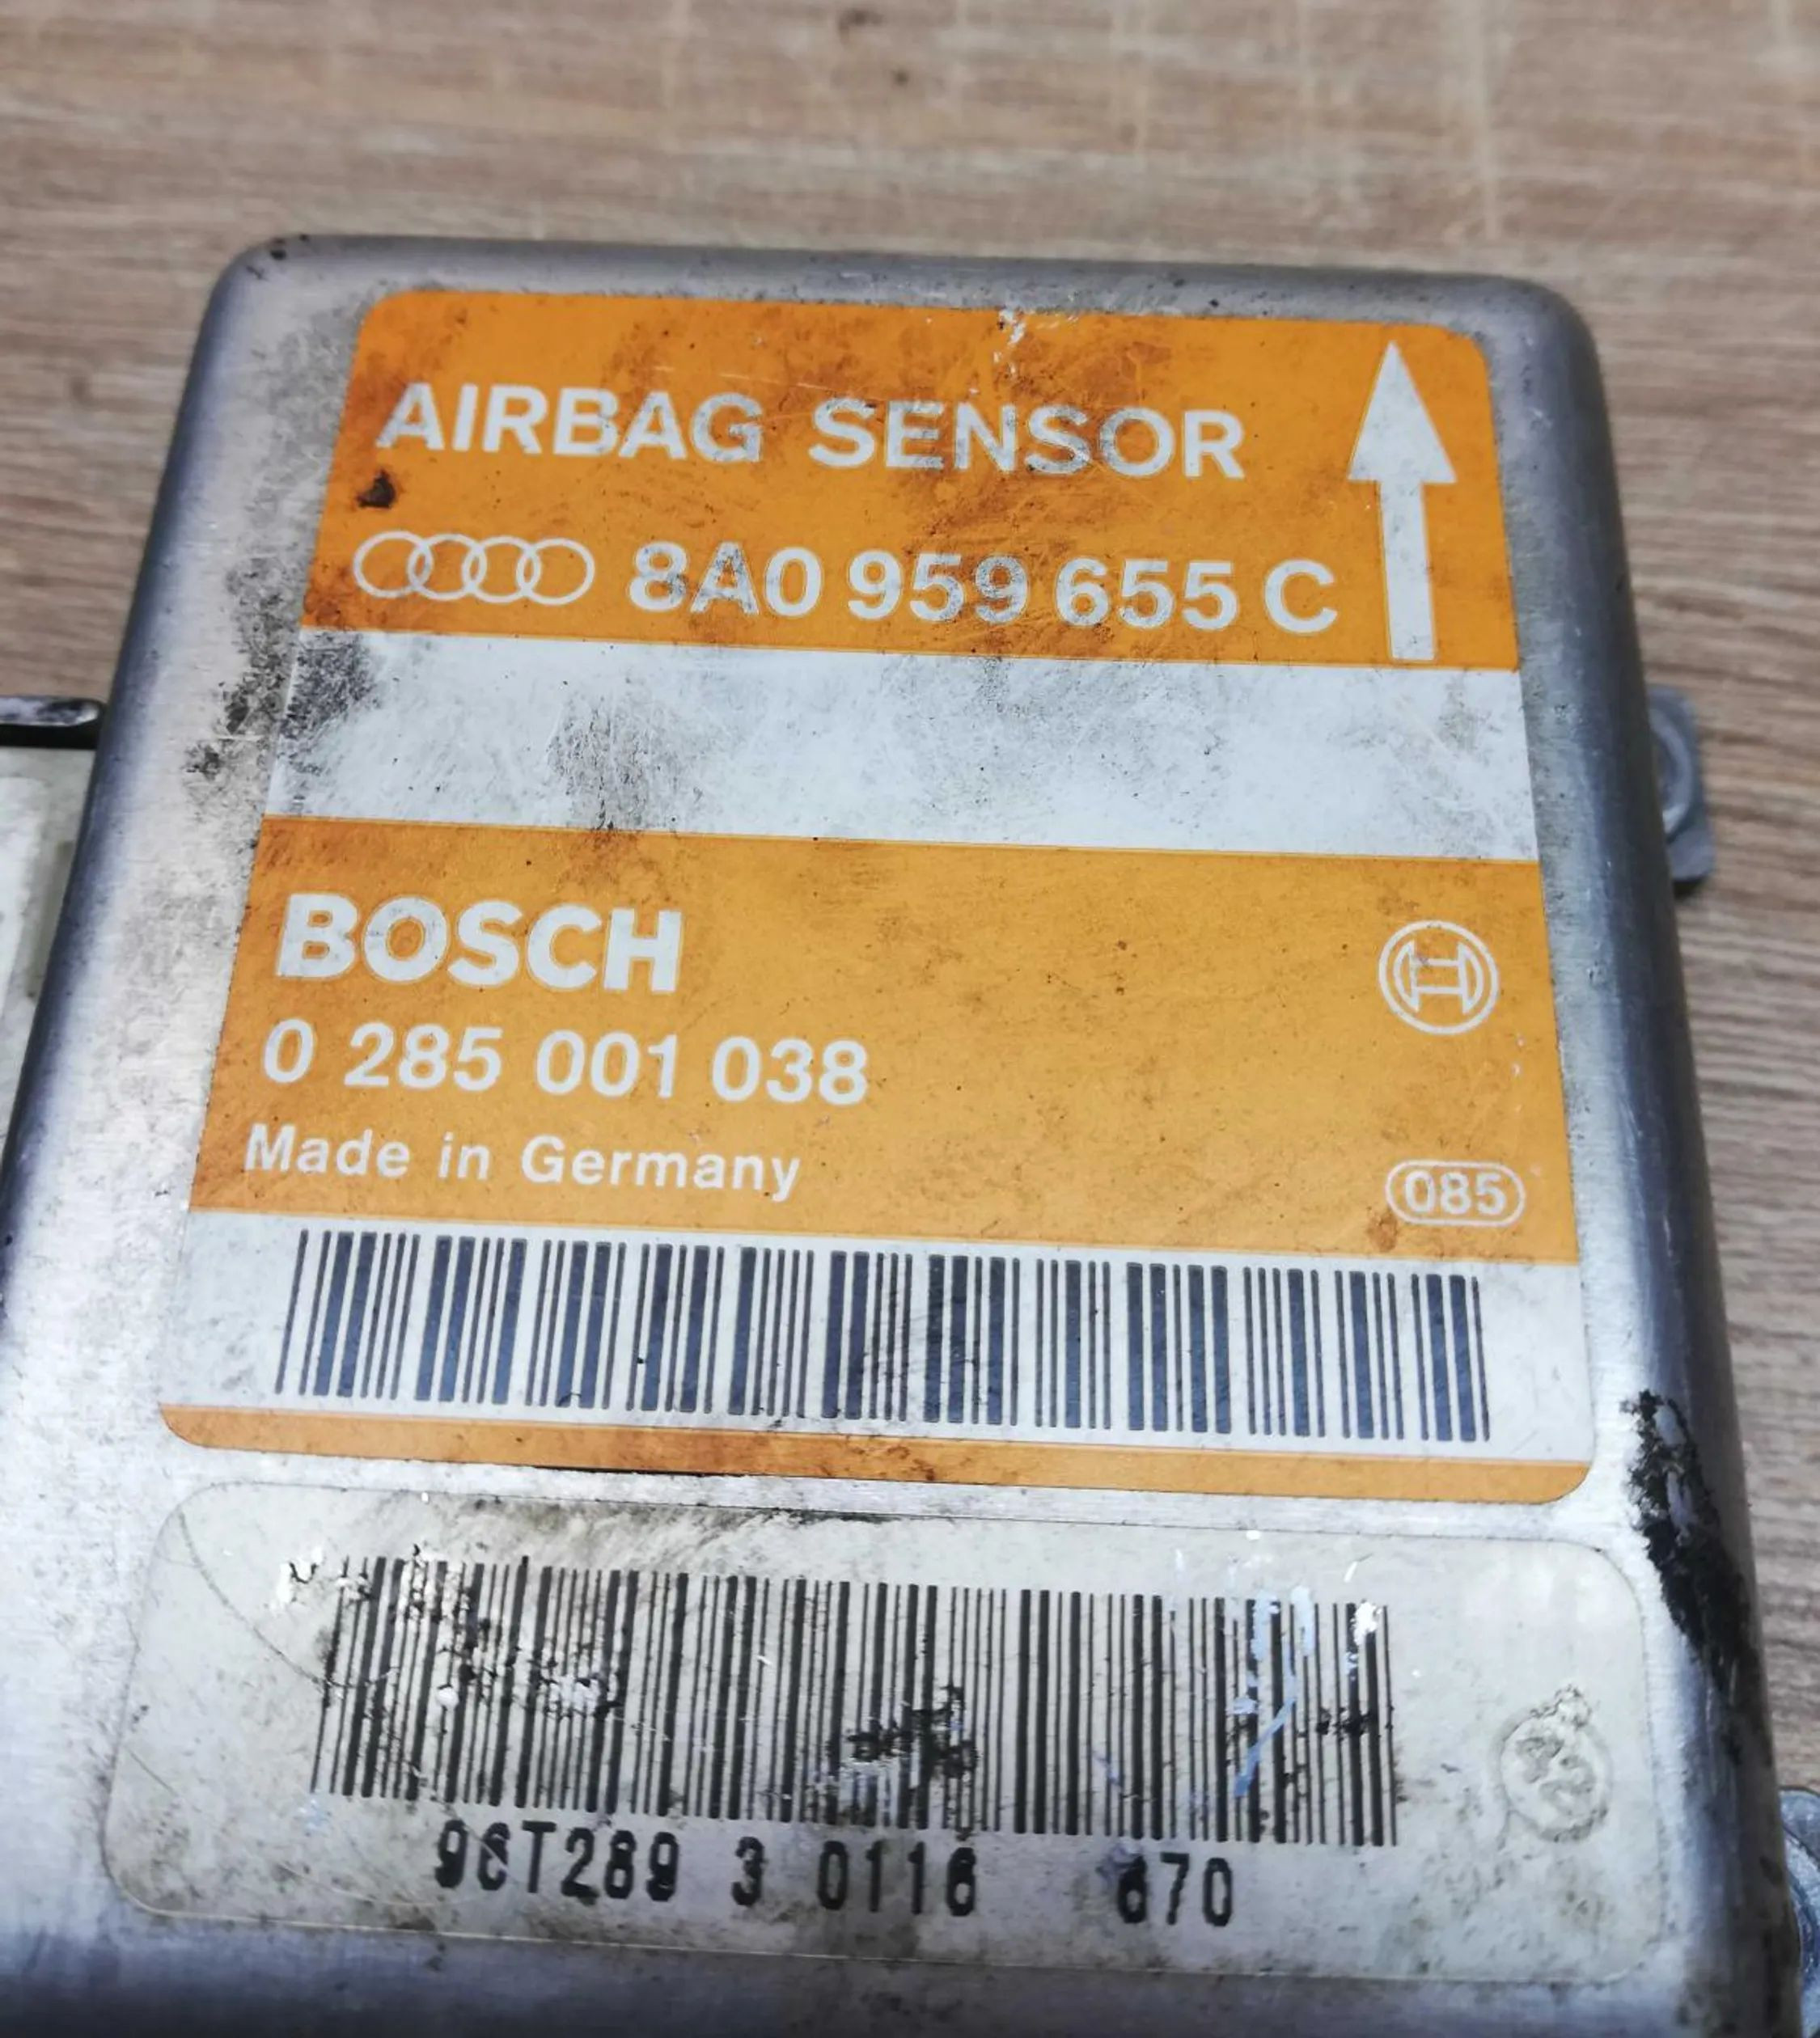 AIRBAG SENSOR
8A0 959 655 C
BOSCH
0 285 001 038
Made in Germany
085
96T289 3 0116 670